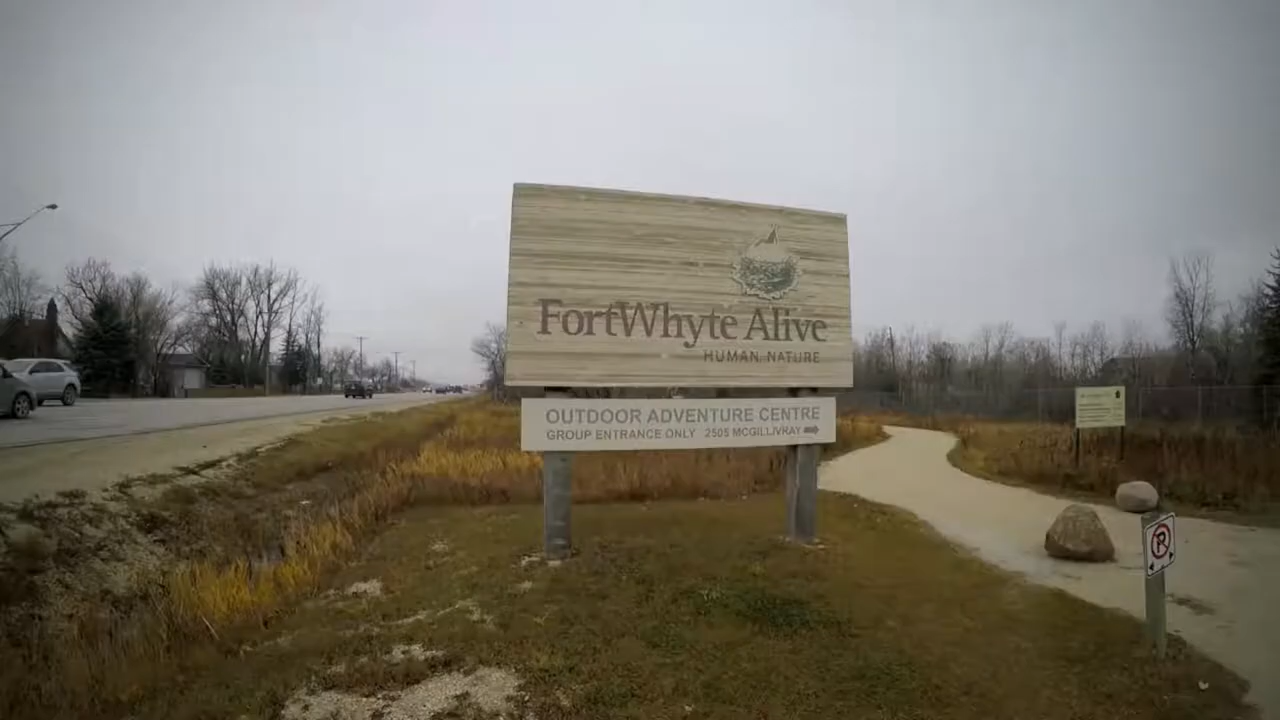 FortWhyte Alive
HUMAN. NATURE
OUTDOOR ADVENTURE CENTRE
GROUP ENTRANCE ONLY 2505 MCGILLIVRAY
P